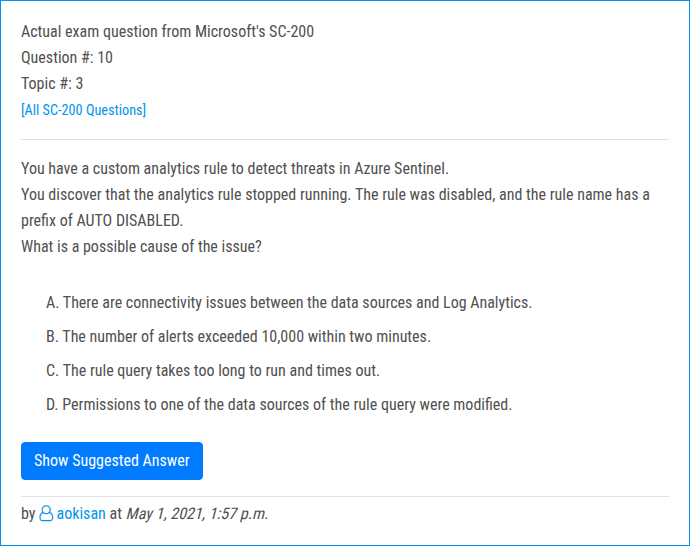 Actual exam question from Microsoft's SC-200
Question #: 10
Topic #: 3
[All SC-200 Questions]
You have a custom analytics rule to detect threats in Azure Sentinel.
You discover that the analytics rule stopped running. The rule was disabled, and the rule name has a
prefix of AUTO DISABLED.
What is a possible cause of the issue?
A. There are connectivity issues between the data sources and Log Analytics.
B. The number of alerts exceeded 10,000 within two minutes.
C. The rule query takes too long to run and times out.
D. Permissions to one of the data sources of the rule query were modified.
Show Suggested Answer
by aokisan at May 1, 2021, 1:57 p.m.